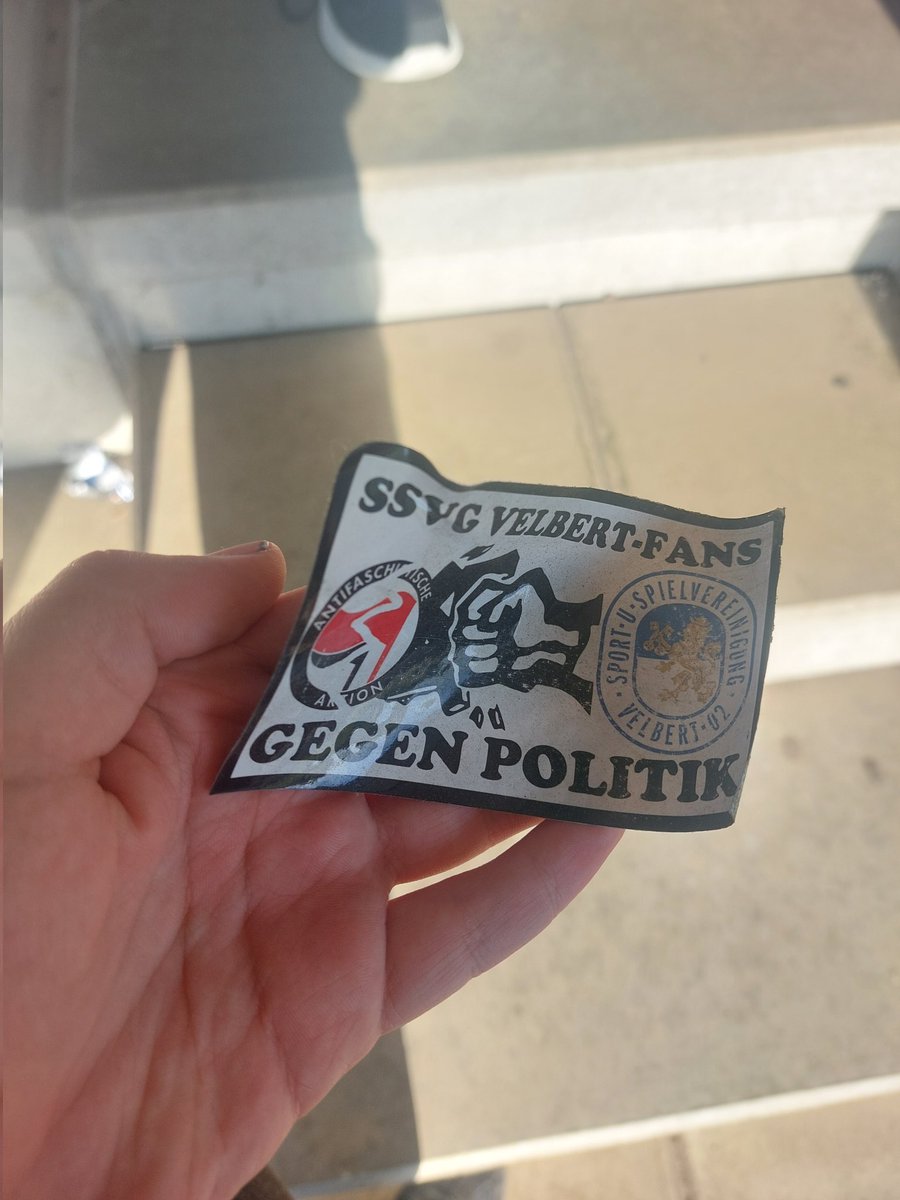 SSVG VELBERT-FANS
ANTIFASCHISTISCHE
AKTION
SPORT-U-SPIELVEREINIGUNG
VELBERT-02
GEGEN POLITIK